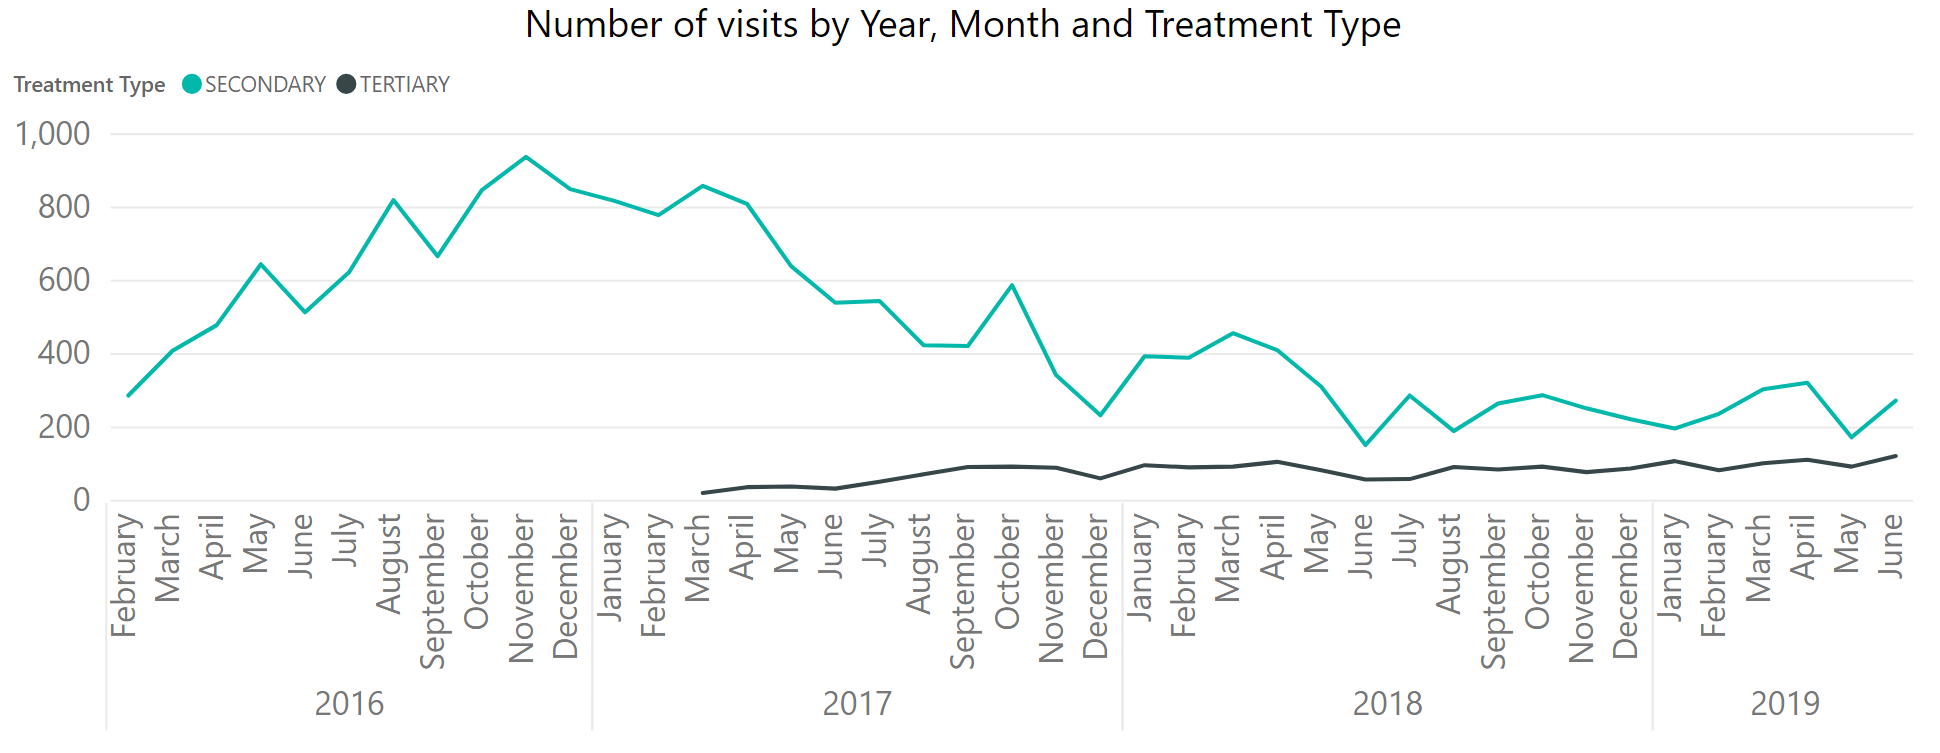 Number of visits by Year, Month and Treatment Type
Treatment Type SECONDARY TERTIARY
1,000
800
600
400
200
0
February March April May June July August September October November December January February March April May June July August September October November December January February March April May June July August September October November December January February March April May June
2016 2017 2018 2019